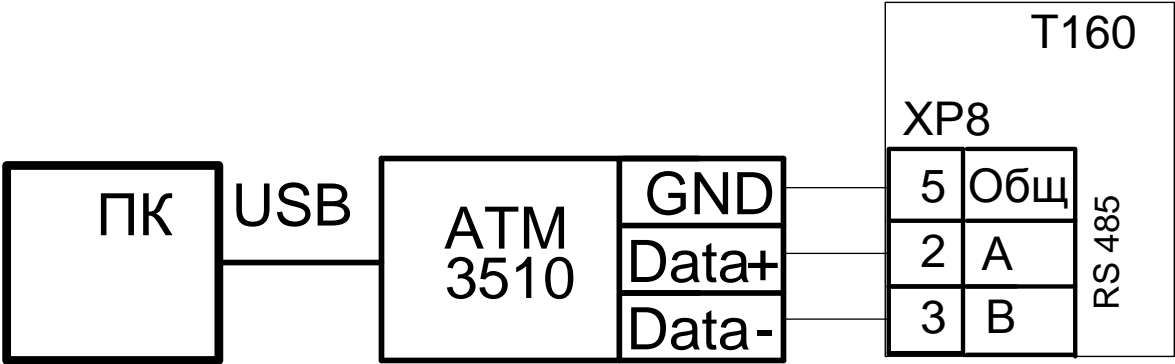 T160
XP8
ПК
USB
ATM
3510
GND
Data+
Data-
5 Общ
2 A
3 B
RS 485